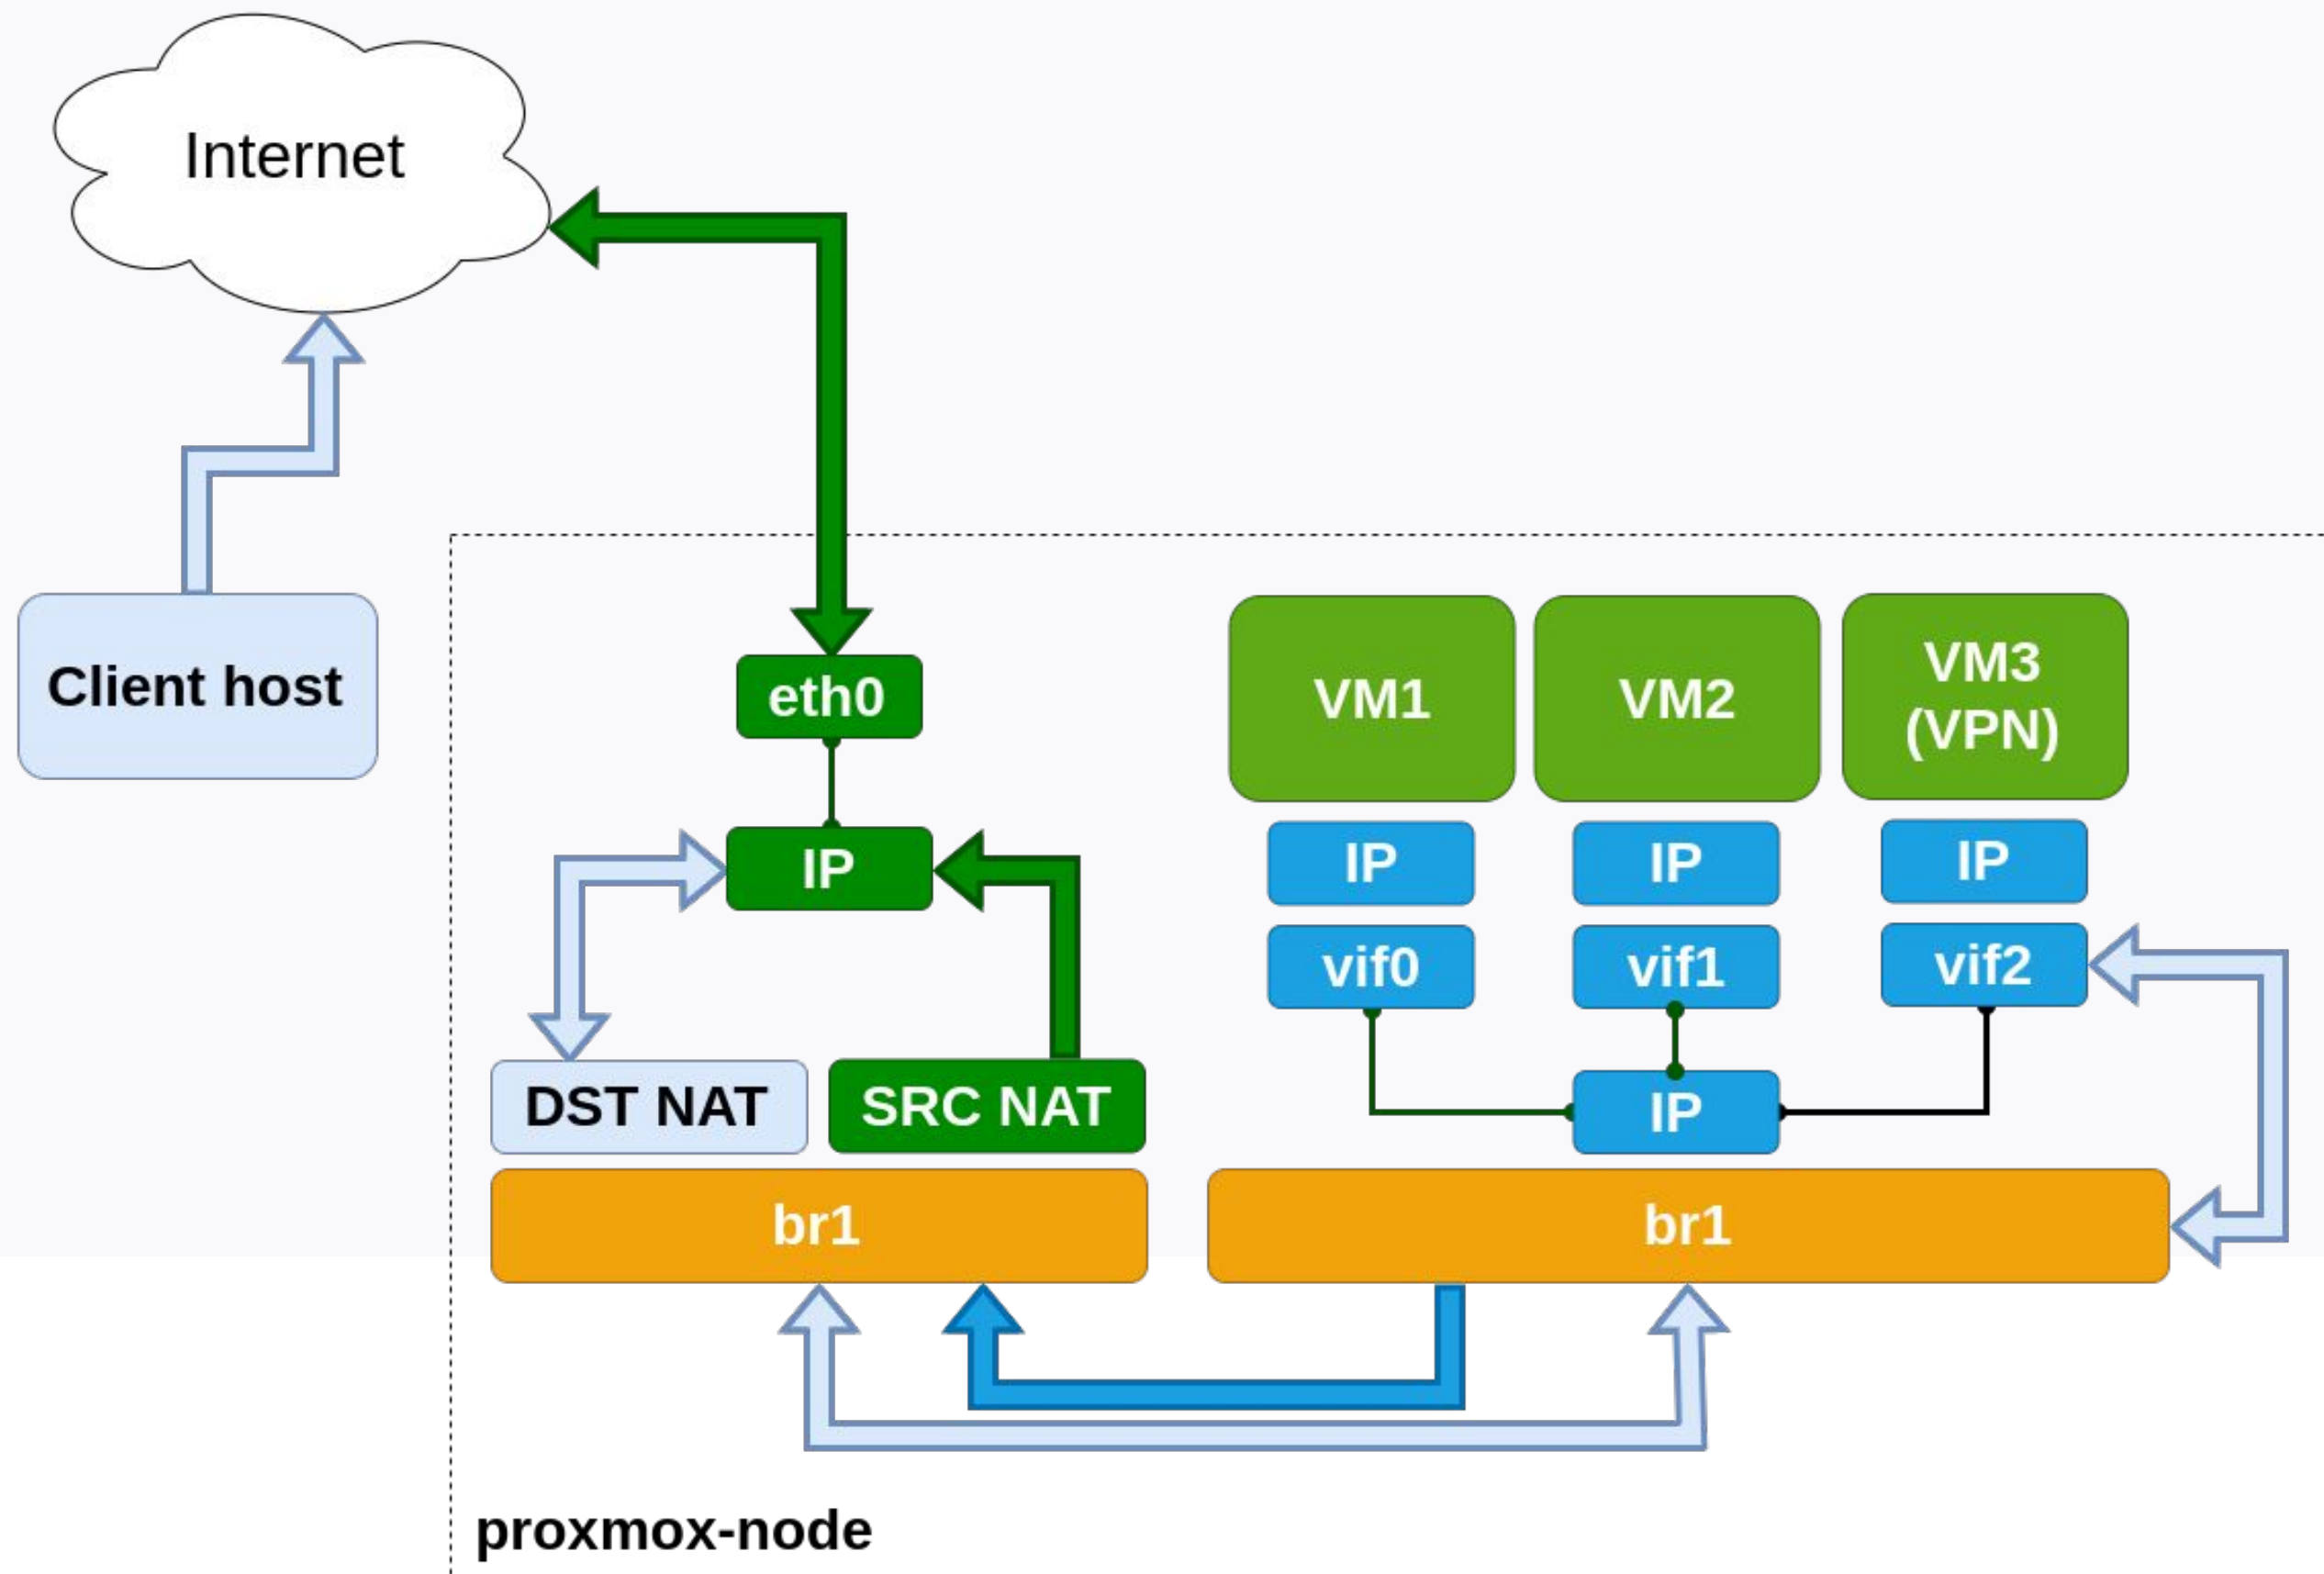 Internet
Client host
eth0
VM1
VM2
VM3
(VPN)
IP
IP
IP
IP
vif0
vif1
vif2
DST NAT
SRC NAT
IP
br1
br1
proxmox-node